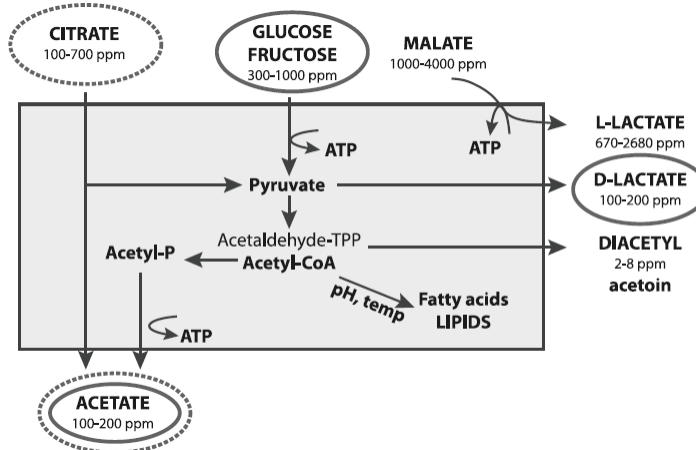 CITRATE
100-700 ppm
GLUCOSE
FRUCTOSE
300-1000 ppm
MALATE
1000-4000 ppm
ATP
ATP
L-LACTATE
670-2680 ppm
Pyruvate
D-LACTATE
100-200 ppm
Acetaldehyde-TPP
Acetyl-CoA
Acetyl-P
DIACETYL
2-8 ppm
acetoin
pH, temp
Fatty acids
LIPIDS
ATP
ACETATE
100-200 ppm